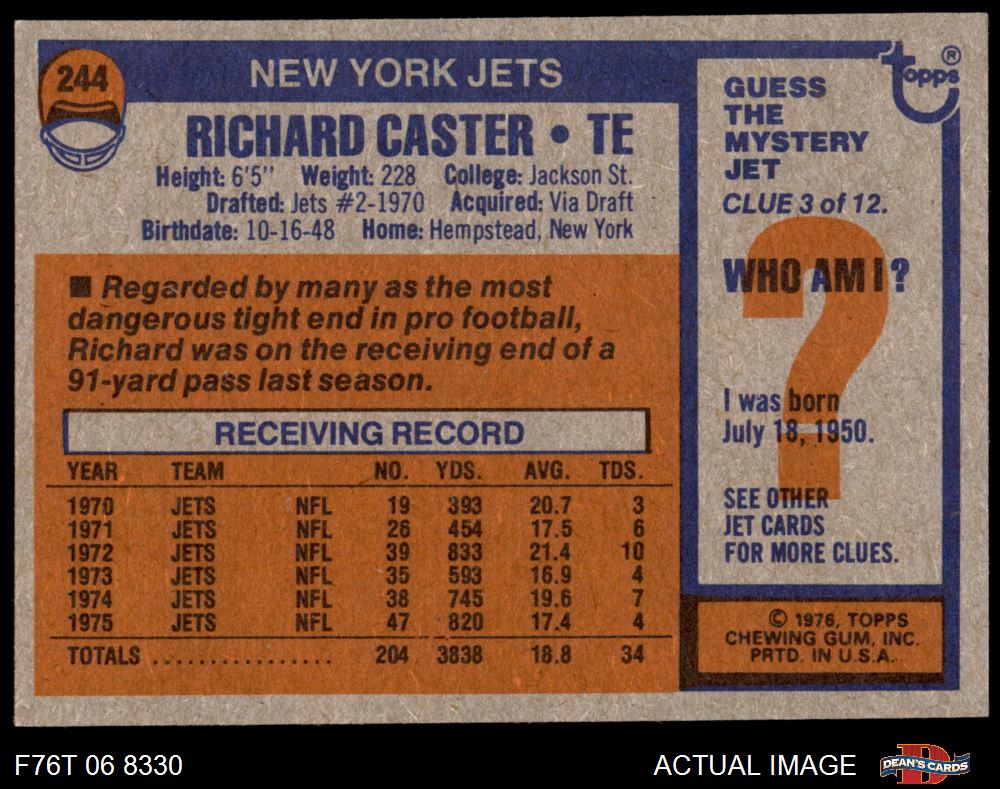 244
NEW YORK JETS
RICHARD CASTER • TE
Height: 6'5" Weight: 228 College: Jackson St.
Drafted: Jets #2-1970 Acquired: Via Draft
Birthdate: 10-16-48 Home: Hempstead, New York
■ Regarded by many as the most
dangerous tight end in pro football,
Richard was on the receiving end of a
91-yard pass last season.
RECEIVING RECORD
YEAR TEAM NO. YDS. AVG. TDS.
1970 JETS NFL 19 393 20.7 3
1971 JETS NFL 26 454 17.5 6
1972 JETS NFL 39 833 21.4 10
1973 JETS NFL 35 593 16.9 4
1974 JETS NFL 38 745 19.6 7
1975 JETS NFL 47 820 17.4 4
TOTALS ................ 204 3838 18.8 34
topps ®
GUESS
THE
MYSTERY
JET
CLUE 3 of 12.
?
WHO AM I?
I was born
July 18, 1950.
SEE OTHER
JET CARDS
FOR MORE CLUES.
© 1976, TOPPS
CHEWING GUM, INC.
PRTD. IN U.S.A.
F76T 06 8330
ACTUAL IMAGE
D
DEAN'S CARDS